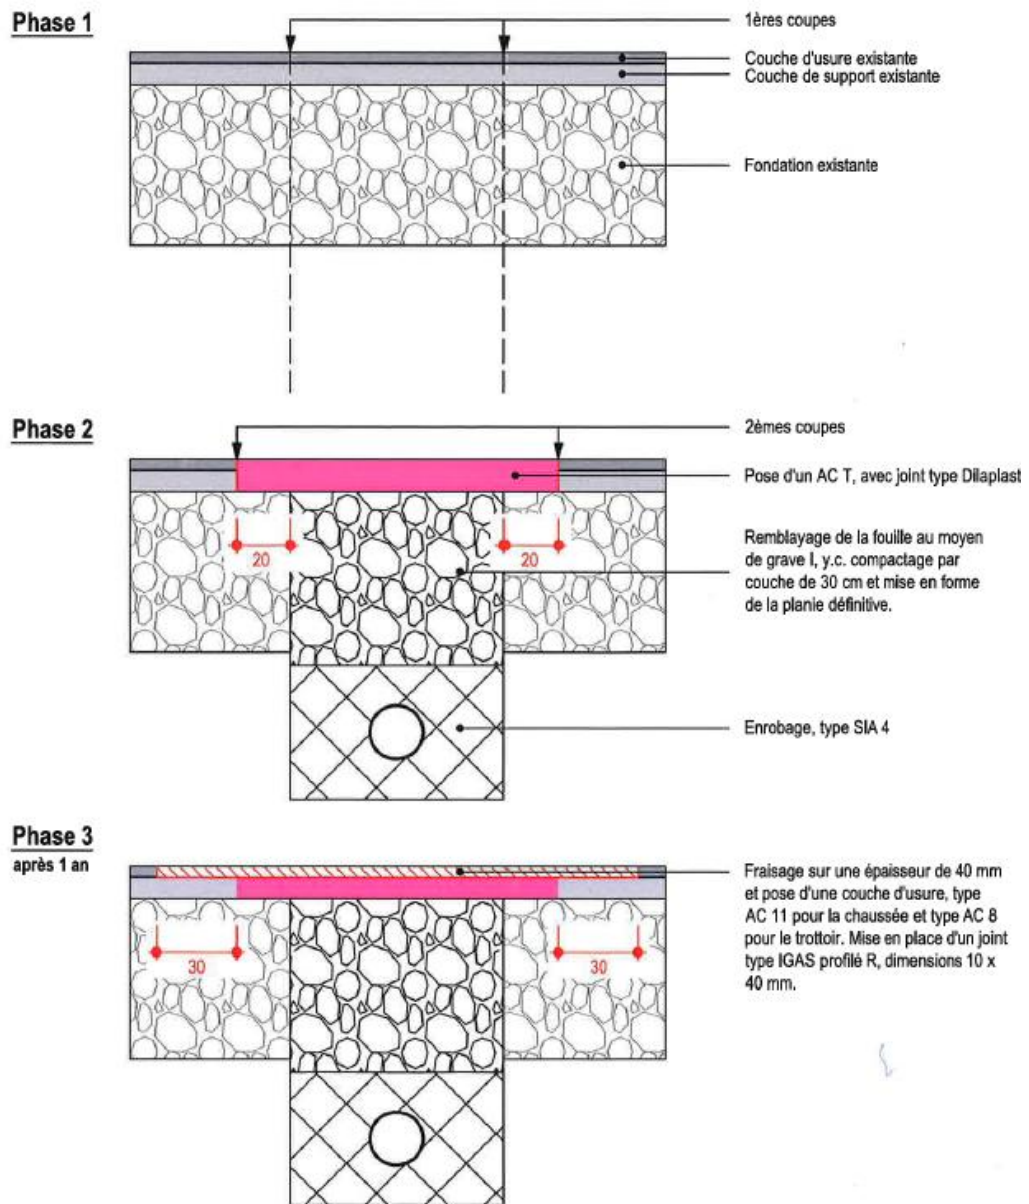 Phase 1
1ères coupes
Couche d'usure existante
Couche de support existante
Fondation existante
Phase 2
2èmes coupes
Pose d'un AC T, avec joint type Dilaplast
20
20
Remblayage de la fouille au moyen
de grave I, y.c. compactage par
couche de 30 cm et mise en forme
de la planie définitive.
Enrobage, type SIA 4
Phase 3
après 1 an
Fraisage sur une épaisseur de 40 mm
et pose d'une couche d'usure, type
AC 11 pour la chaussée et type AC 8
pour le trottoir. Mise en place d'un joint
type IGAS profilé R, dimensions 10 x
40 mm.
30
30